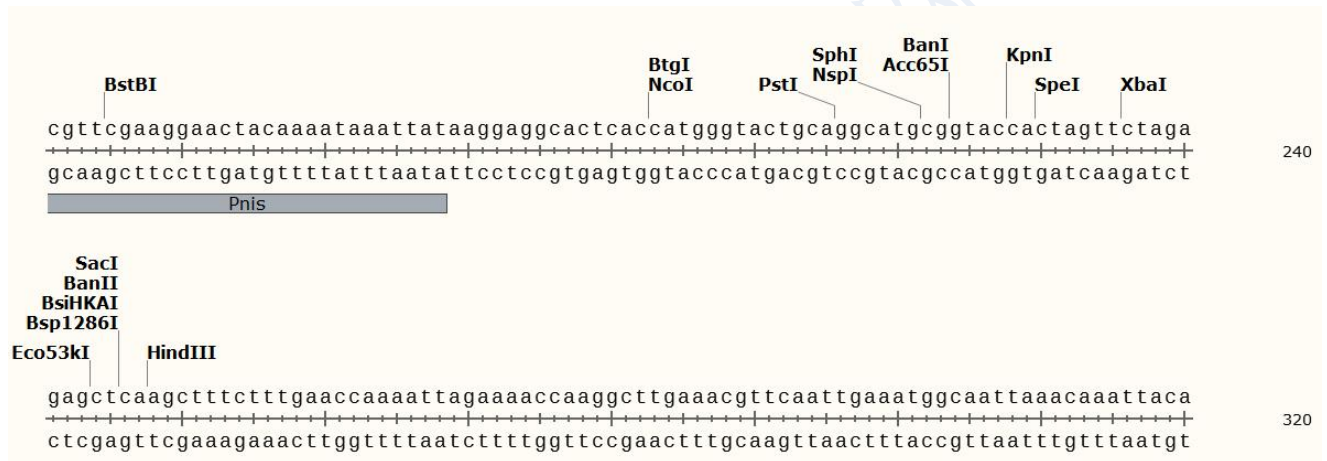 BanI
SphI Acc65I KpnI
BtgI NspI
BstBI NcoI PstI SpeI XbaI
cgttcgaaggaactacaaaataaattataaggaggcactcaccatgggtactgcaggcatgcggtaccactagttctaga
240
gcaagcttccttgatgttttatttaatattcctccgtgagtggtacccatgacgtccgtacgccatggtgatcaagatct
Pnis
SacI
BanII
BsiHKAI
Bsp1286I
Eco53kI HindIII
gagctcaagctttctttgaaccaaaattagaaaaccaaggcttgaaacgttcaattgaaatggcaattaaacaaattaca
320
ctcgagttcgaaagaaacttggttttaatcttttggttccgaactttgcaagttaactttaccgttaatttgtttaatgt